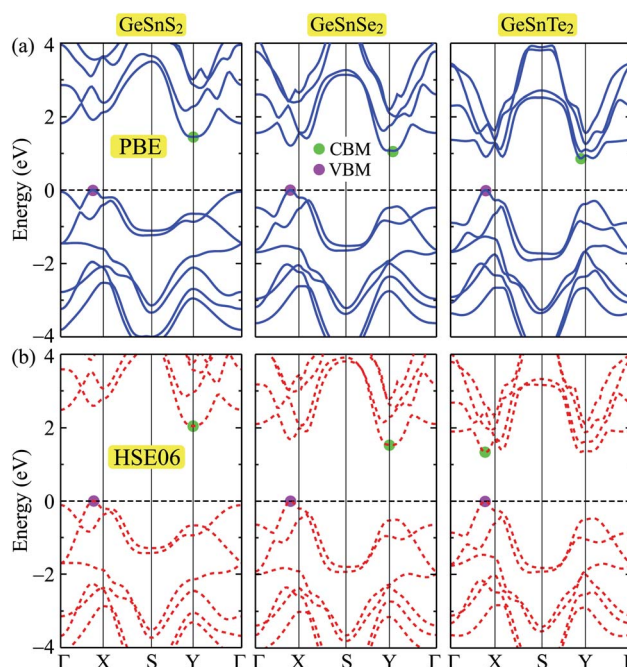 GeSnS2 GeSnSe2 GeSnTe2
(a)
4
2
0
−2
−4
Energy (eV)
PBE
CBM
VBM
(b)
4
2
0
−2
−4
Energy (eV)
HSE06
Γ X S Y Γ X S Y Γ X S Y Γ